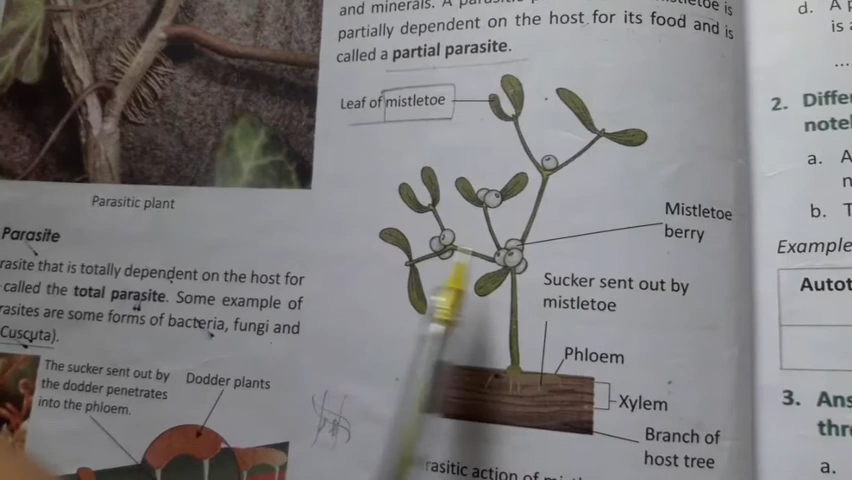 Parasitic plant
Parasite
rasite that is totally dependent on the host for
called the total parasite. Some example of
rasites are some forms of bacteria, fungi and
Cuscuta).
The sucker sent out by
the dodder penetrates
into the phloem.
Dodder plants
and minerals. A
is
partially dependent on the host for its food and is
called a partial parasite.
Leaf of mistletoe
Mistletoe
berry
Sucker sent out by
mistletoe
Phloem
Xylem
Branch of
host tree
rasitic action of
d. A
is
2. Diffe
note
a. A
b. T
Example
Autot
3. Ans
thr
a.